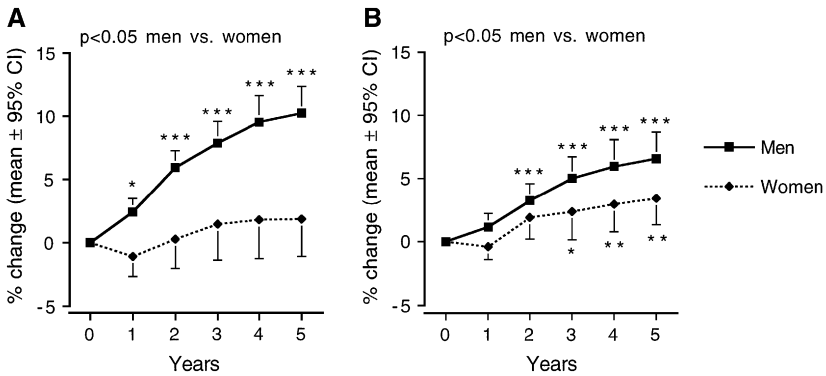 A
p<0.05 men vs. women
% change (mean ± 95% CI)
15
10
5
0
-5
*
***
***
***
***
0 1 2 3 4 5
Years
B
p<0.05 men vs. women
% change (mean ± 95% CI)
15
10
5
0
-5
***
***
***
***
*
**
**
0 1 2 3 4 5
Years
Men
Women